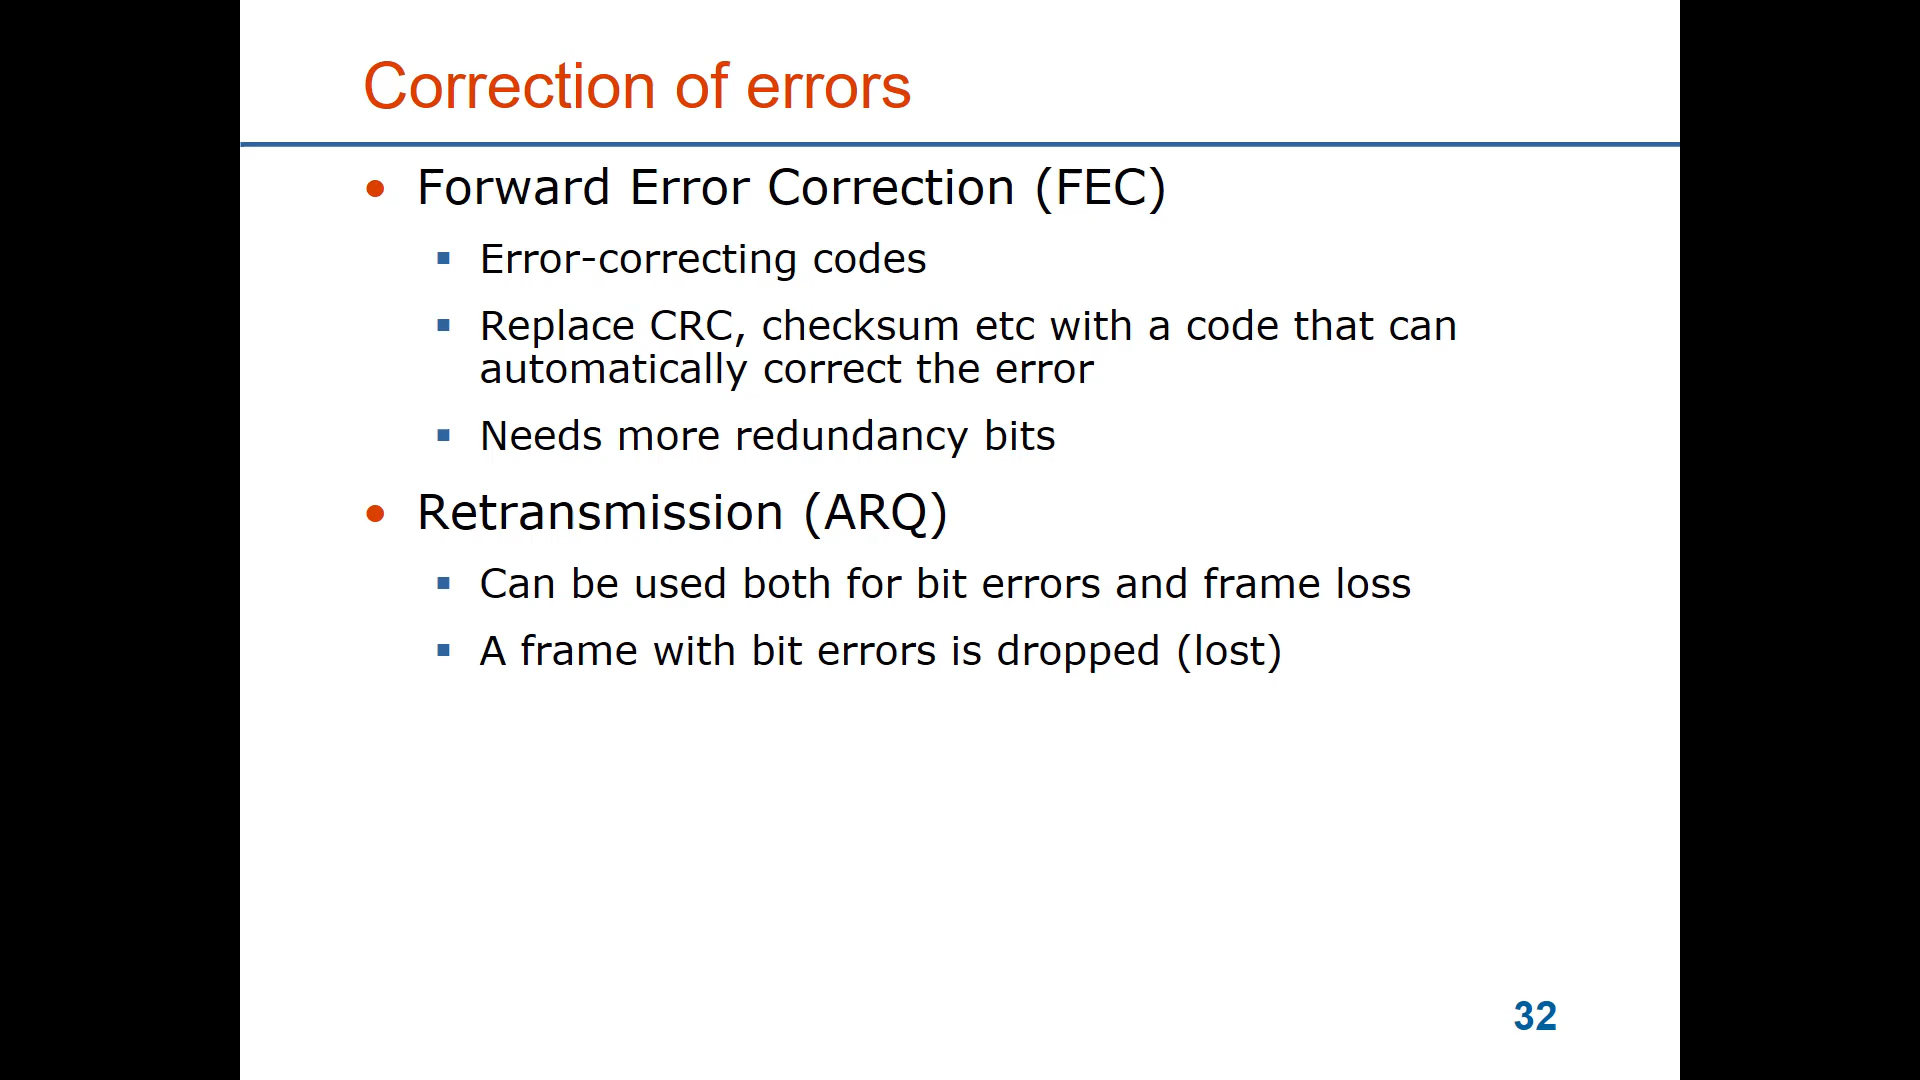 Correction of errors
• Forward Error Correction (FEC)
▪ Error-correcting codes
▪ Replace CRC, checksum etc with a code that can
automatically correct the error
▪ Needs more redundancy bits
• Retransmission (ARQ)
▪ Can be used both for bit errors and frame loss
▪ A frame with bit errors is dropped (lost)
32